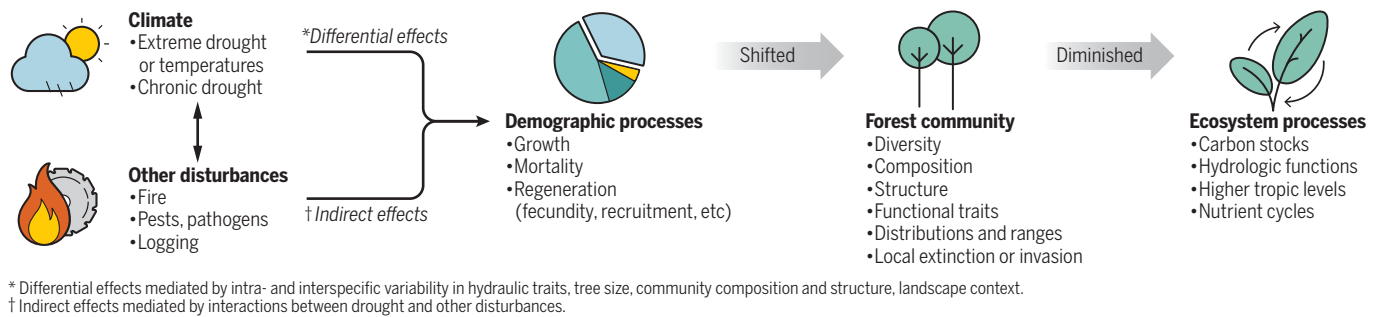 Climate
•Extreme drought
or temperatures
•Chronic drought
*Differential effects
Other disturbances
•Fire
•Pests, pathogens
•Logging
†Indirect effects
Demographic processes
•Growth
•Mortality
•Regeneration
(fecundity, recruitment, etc)
Shifted
Forest community
•Diversity
•Composition
•Structure
•Functional traits
•Distributions and ranges
•Local extinction or invasion
Diminished
Ecosystem processes
•Carbon stocks
•Hydrologic functions
•Higher tropic levels
•Nutrient cycles
* Differential effects mediated by intra- and interspecific variability in hydraulic traits, tree size, community composition and structure, landscape context.
† Indirect effects mediated by interactions between drought and other disturbances.